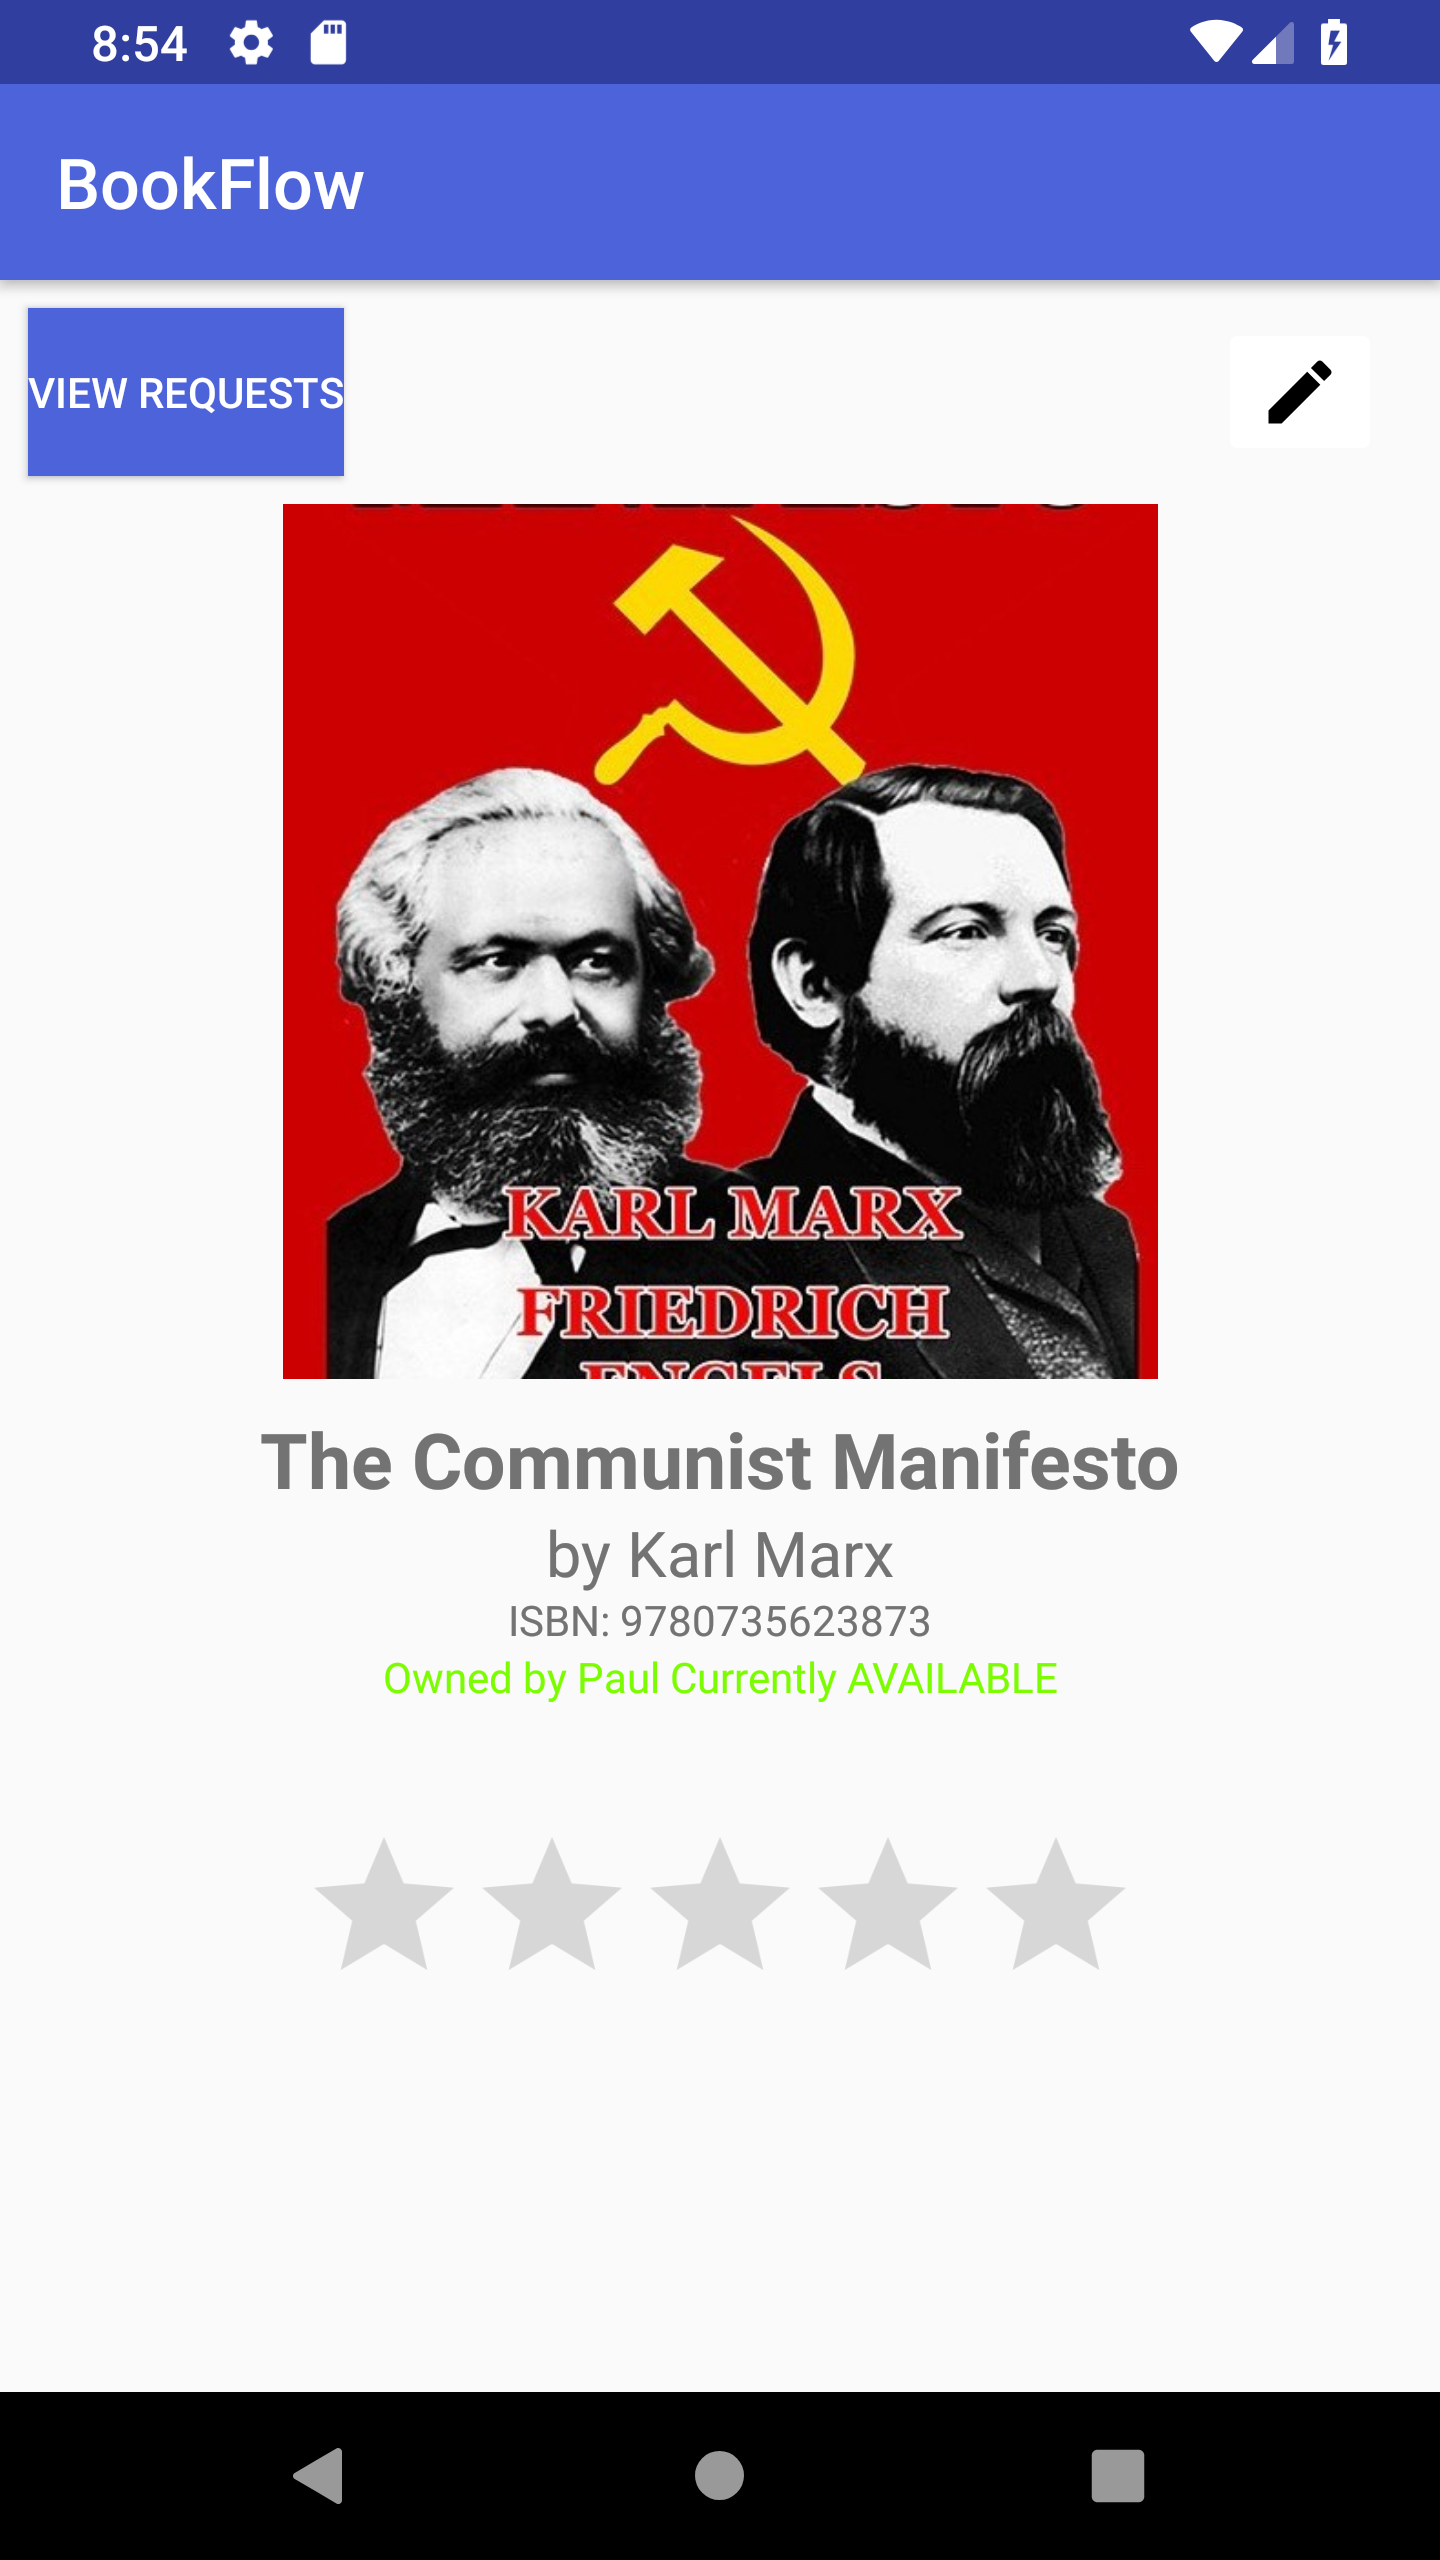 8:54
BookFlow
VIEW REQUESTS
KARL MARX
FRIEDRICH
ENGELS
The Communist Manifesto
by Karl Marx
ISBN: 9780735623873
Owned by Paul Currently AVAILABLE